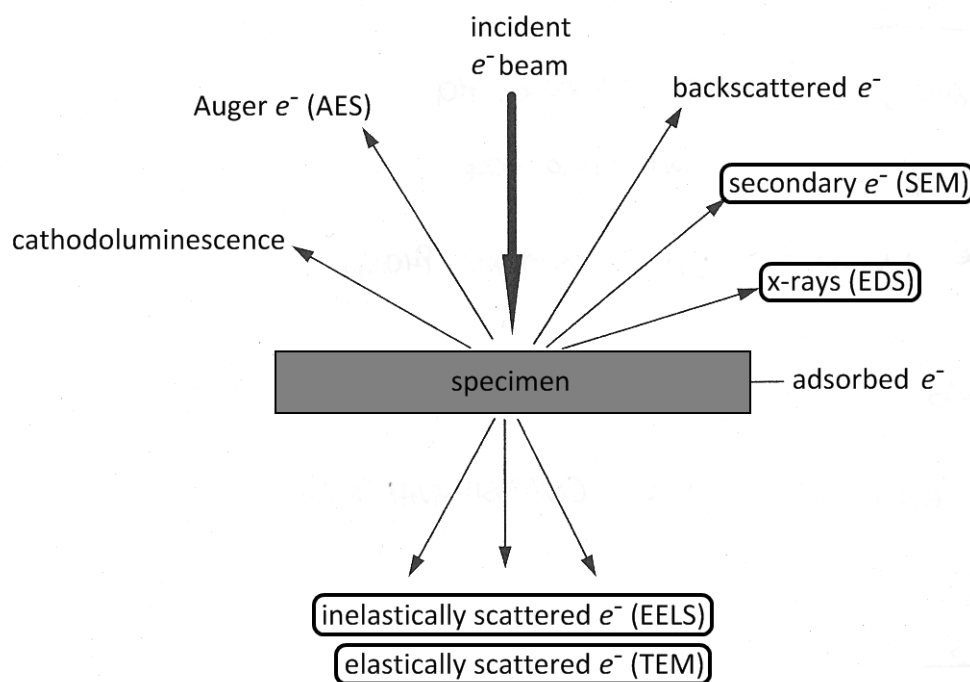 incident
e⁻ beam
Auger e⁻ (AES)
backscattered e⁻
secondary e⁻ (SEM)
cathodoluminescence
x-rays (EDS)
specimen
adsorbed e⁻
inelastically scattered e⁻ (EELS)
elastically scattered e⁻ (TEM)